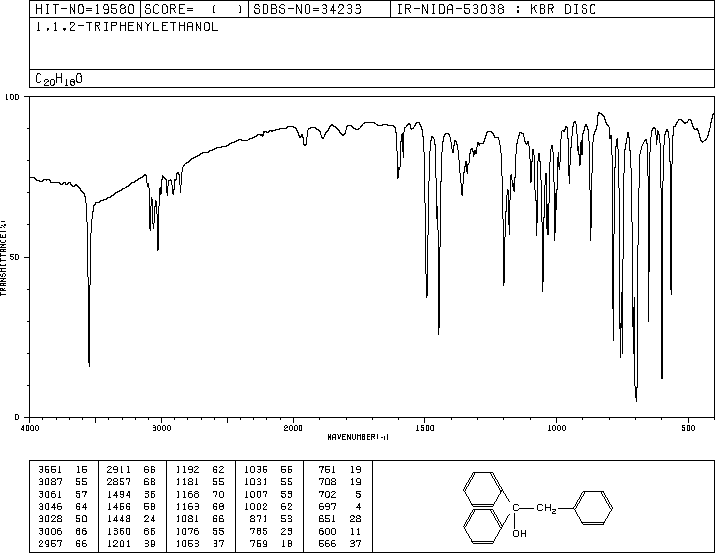 HIT-NO=19580 SCORE= ( ) SDBS-NO=34233 IR-NIDA-53038 : KBR DISC
1,1,2-TRIPHENYLETHANOL
C20H18O
100
50
0
TRANSMITTANCE(%)
4000 3000 2000 1500 1000 500
WAVENUMBER(-1)
3551 15 2911 66 1192 62 1036 55 751 19
3087 55 2857 68 1181 55 1031 55 708 19
3061 57 1494 35 1168 70 1007 59 702 5
3046 64 1456 58 1163 68 1002 62 697 4
3028 50 1448 24 1081 66 871 53 651 28
3006 66 1360 66 1076 55 785 23 600 11
2957 66 1201 39 1053 37 759 18 566 37
C CH2
OH